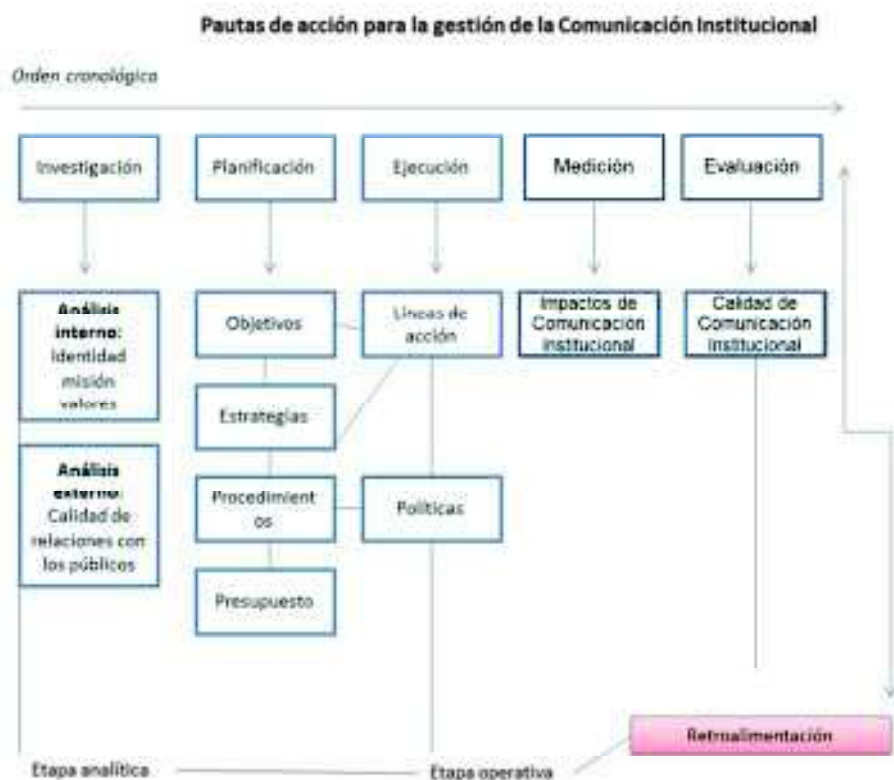 Pautas de acción para la gestión de la Comunicación Institucional
Orden cronológico
Investigación
Planificación
Ejecución
Medición
Evaluación
Análisis
interno:
Identidad
misión
valores
Objetivos
Líneas de
acción
Impactos de
Comunicación
Institucional
Calidad de
Comunicación
Institucional
Estrategias
Análisis
externo:
Calidad de
relaciones con
los públicos
Procedimient
os
Políticas
Presupuesto
Retroalimentación
Etapa analítica
Etapa operativa